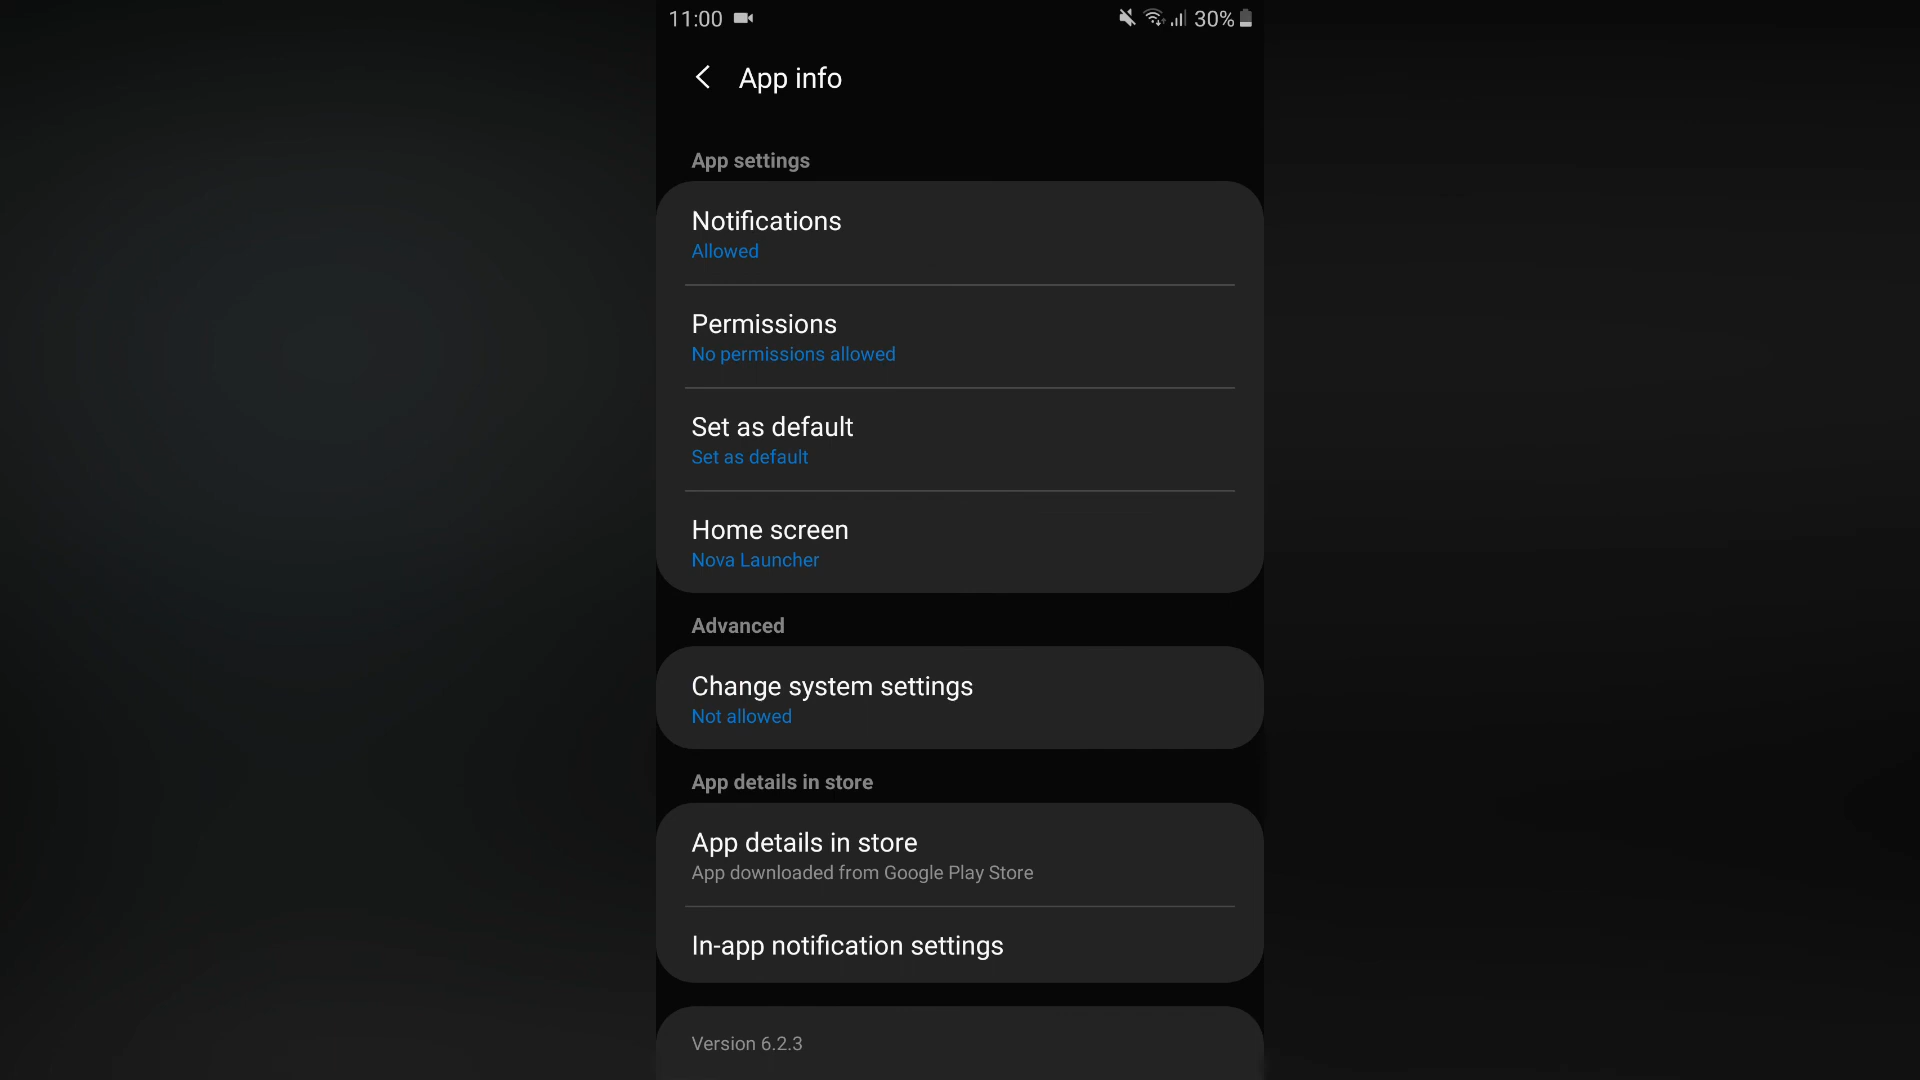 11:00
30%
App info
App settings
Notifications
Allowed
Permissions
No permissions allowed
Set as default
Set as default
Home screen
Nova Launcher
Advanced
Change system settings
Not allowed
App details in store
App details in store
App downloaded from Google Play Store
In-app notification settings
Version 6.2.3